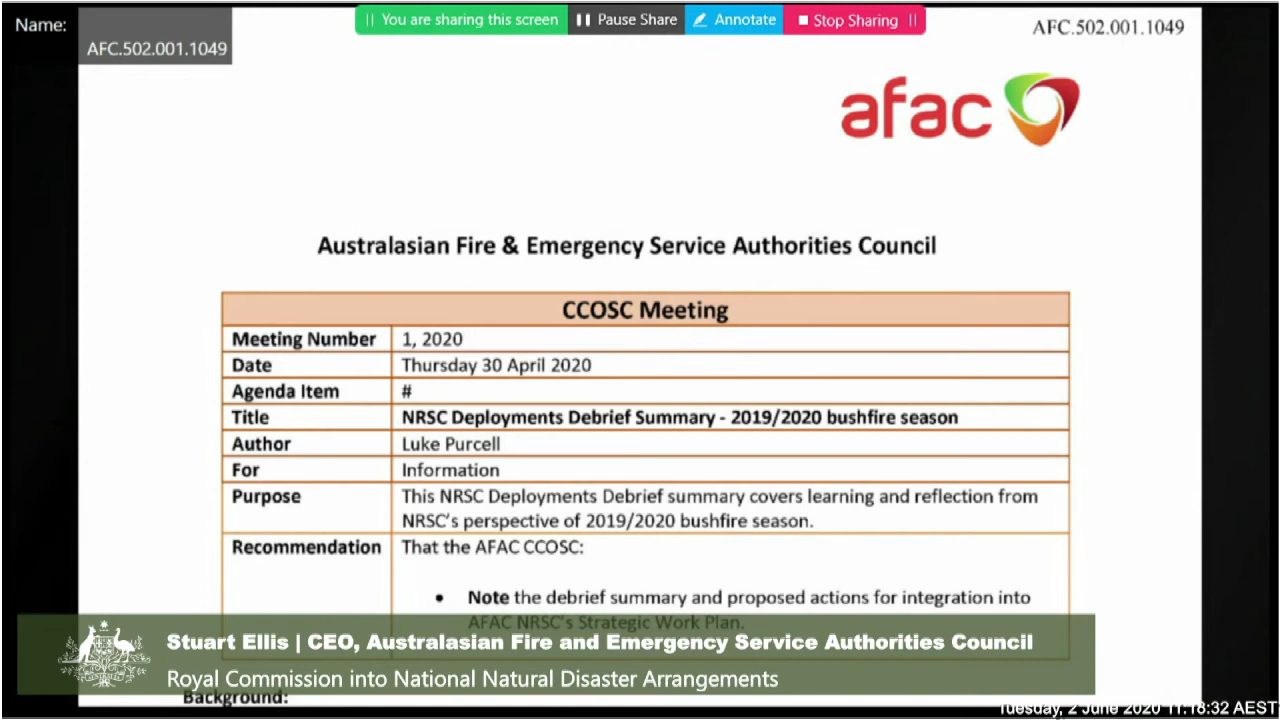 Name:
AFC.502.001.1049
You are sharing this screen
Pause Share
Annotate
Stop Sharing
AFC.502.001.1049
afac
Australasian Fire & Emergency Service Authorities Council
CCOSC Meeting
Meeting Number 1, 2020
Date Thursday 30 April 2020
Agenda Item #
Title NRSC Deployments Debrief Summary - 2019/2020 bushfire season
Author Luke Purcell
For Information
Purpose This NRSC Deployments Debrief summary covers learning and reflection from
NRSC's perspective of 2019/2020 bushfire season.
Recommendation That the AFAC CCOSC:
• Note the debrief summary and proposed actions for integration into
AFAC NRSC's Strategic Work Plan.
Stuart Ellis | CEO, Australasian Fire and Emergency Service Authorities Council
Royal Commission into National Natural Disaster Arrangements
Background:
Tuesday, 2 June 2020 11:18:32 AEST